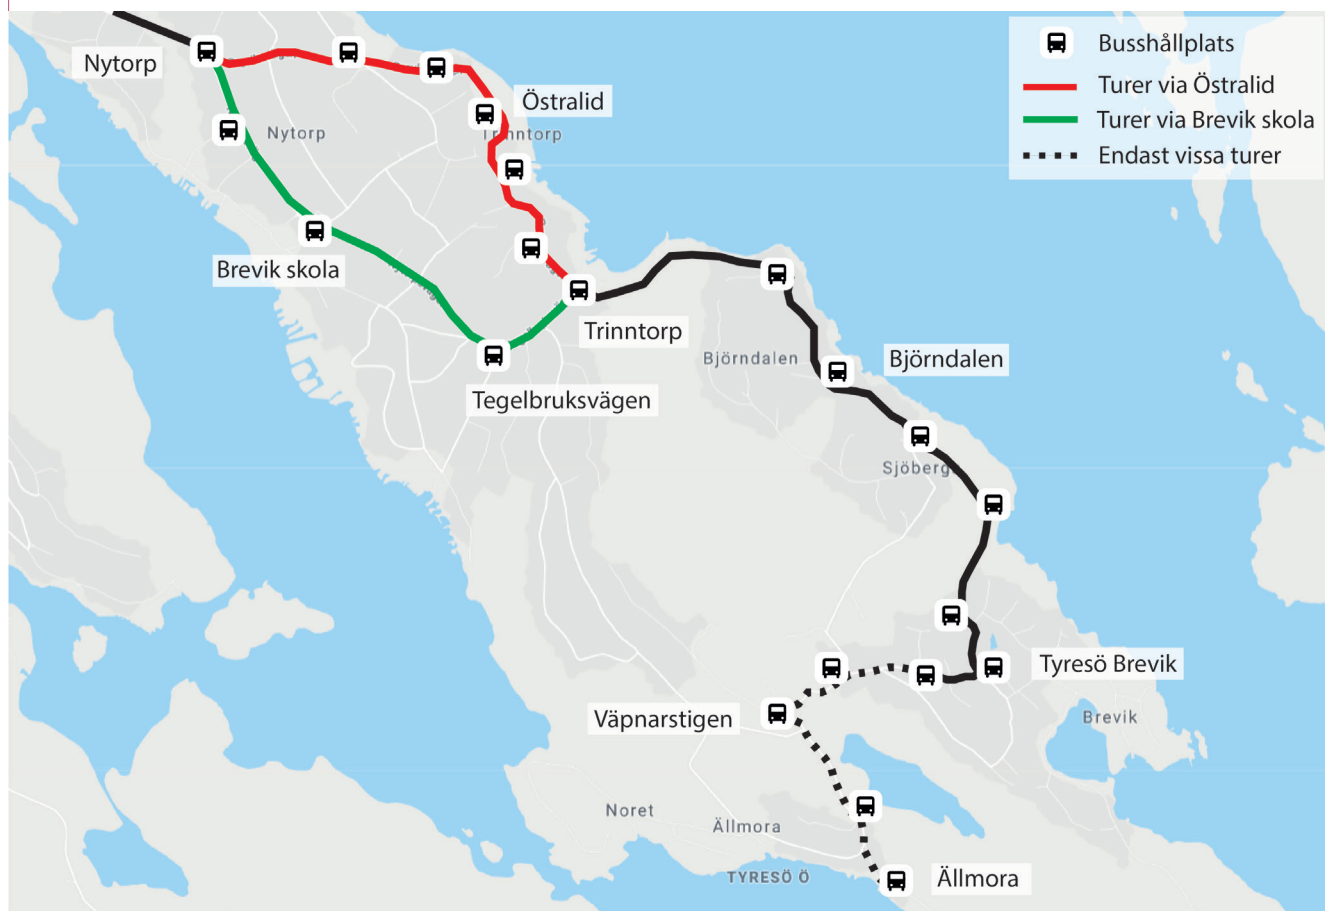 Busshållplats
Turer via Östralid
Turer via Brevik skola
Endast vissa turer
Nytorp
Östralid
Nytorp
Trinntorp
Brevik skola
Trinntorp
Björndalen
Björndalen
Tegelbruksvägen
Sjöberg
Tyresö Brevik
Väpnarstigen
Brevik
Noret
Ällmora
TYRESÖ Ö
Ällmora